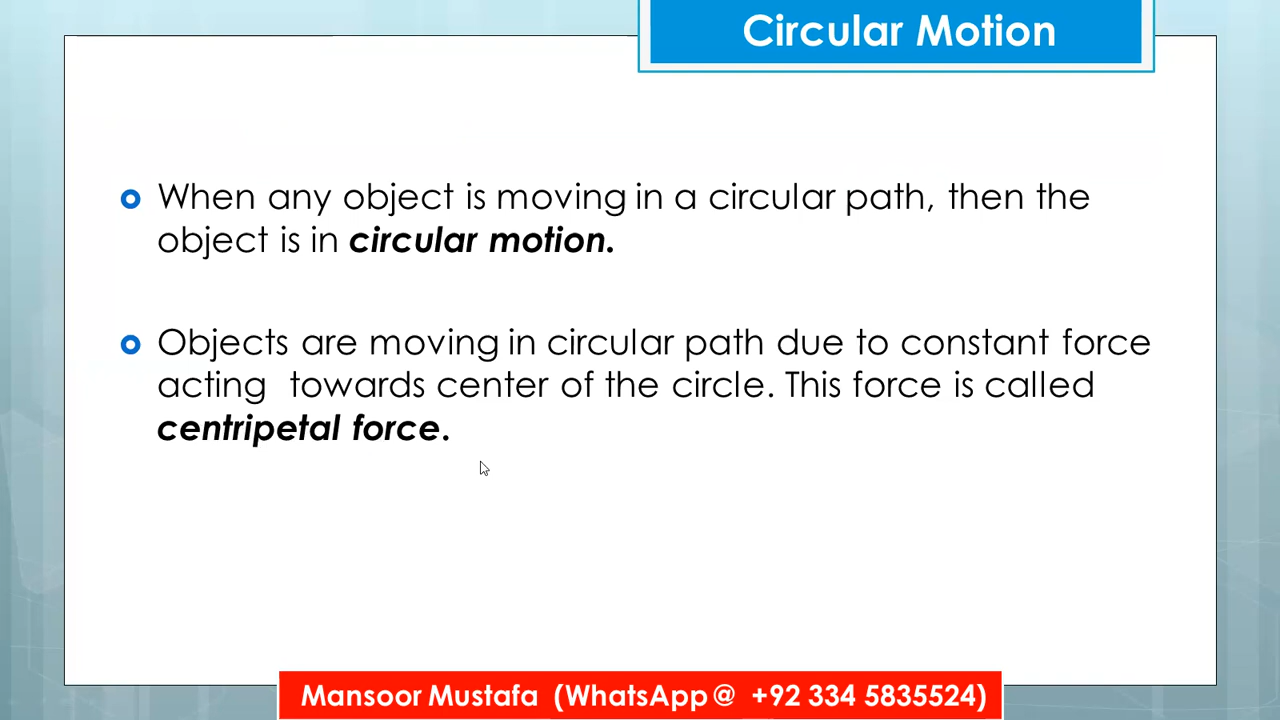 Circular Motion
When any object is moving in a circular path, then the
object is in circular motion.
Objects are moving in circular path due to constant force
acting  towards center of the circle. This force is called
centripetal force.
Mansoor Mustafa  (WhatsApp@  +92 334 5835524)